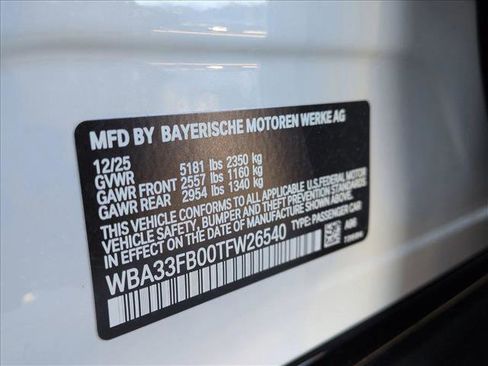 MFD BY BAYERISCHE MOTOREN WERKE AG
12/25
GVWR 5181 lbs 2350 kg
GAWR FRONT 2557 lbs 1160 kg
GAWR REAR 2954 lbs 1340 kg
THIS VEHICLE CONFORMS TO ALL APPLICABLE U.S. FEDERAL MOTOR
VEHICLE SAFETY, BUMPER AND THEFT PREVENTION STANDARDS
IN EFFECT ON THE DATE OF MANUFACTURE SHOWN ABOVE.
WBA33FB00TFW26540 TYPE: PASSENGER CAR
A96